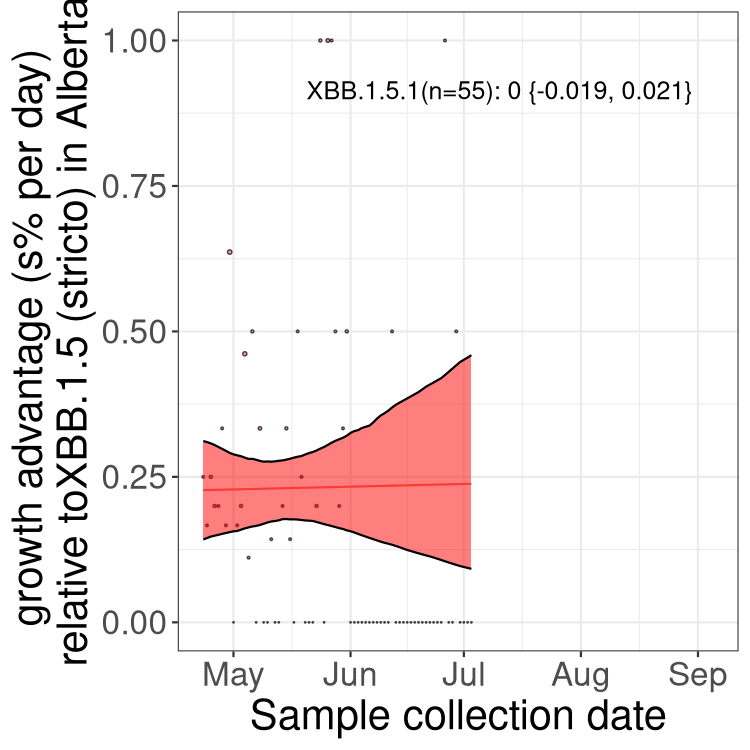 growth advantage (s% per day)
relative toXBB.1.5 (stricto) in Alberta
1.00
0.75
0.50
0.25
0.00
XBB.1.5.1(n=55): 0 {-0.019, 0.021}
May Jun Jul Aug Sep
Sample collection date